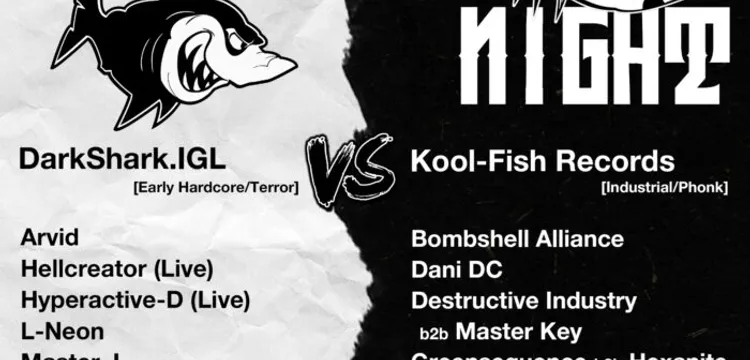 NIGHT
DarkShark.IGL
[Early Hardcore/Terror]
Arvid
Hellcreator (Live)
Hyperactive-D (Live)
L-Neon
VS
Kool-Fish Records
[Industrial/Phonk]
Bombshell Alliance
Dani DC
Destructive Industry
b2b Master Key